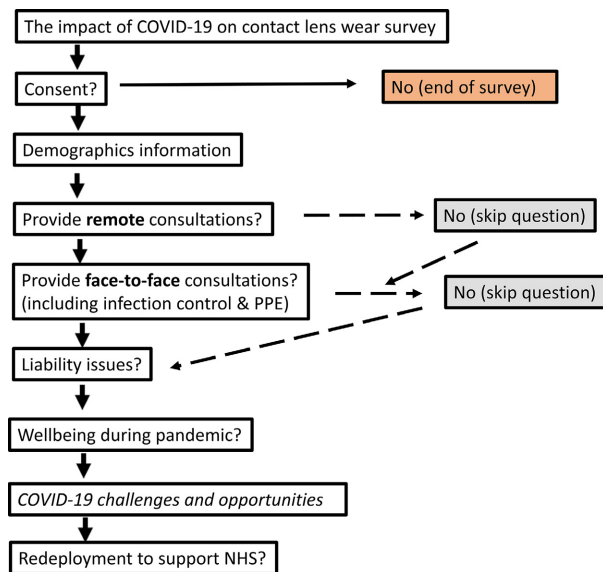 The impact of COVID-19 on contact lens wear survey
Consent?
No (end of survey)
Demographics information
Provide remote consultations?
No (skip question)
Provide face-to-face consultations?
(including infection control & PPE)
No (skip question)
Liability issues?
Wellbeing during pandemic?
COVID-19 challenges and opportunities
Redeployment to support NHS?